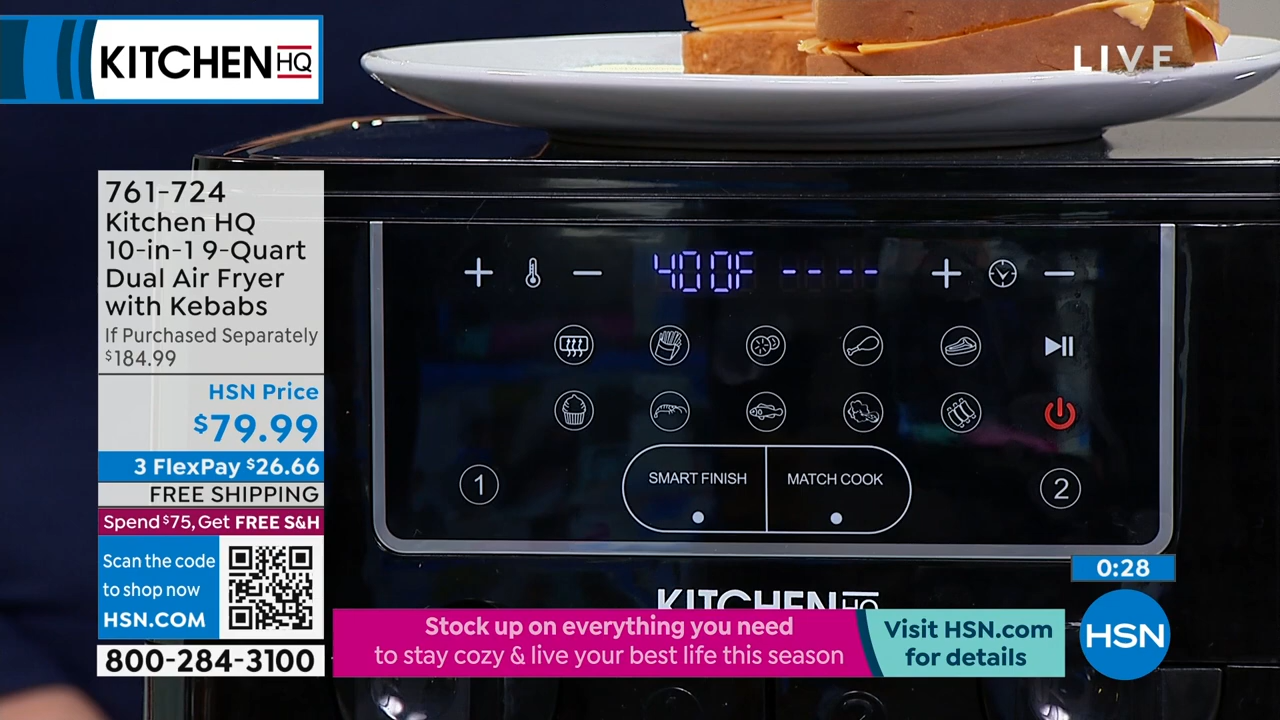 KITCHEN HQ
LIVE
761-724
Kitchen HQ
10-in-1 9-Quart
Dual Air Fryer
with Kebabs
If Purchased Separately
$184.99
HSN Price
$79.99
3 FlexPay $26.66
FREE SHIPPING
Spend $75, Get FREE S&H
Scan the code
to shop now
HSN.COM
800-284-3100
400F ----
SMART FINISH
MATCH COOK
1
2
KITCHEN HQ
0:28
Stock up on everything you need
to stay cozy & live your best life this season
Visit HSN.com
for details
HSN